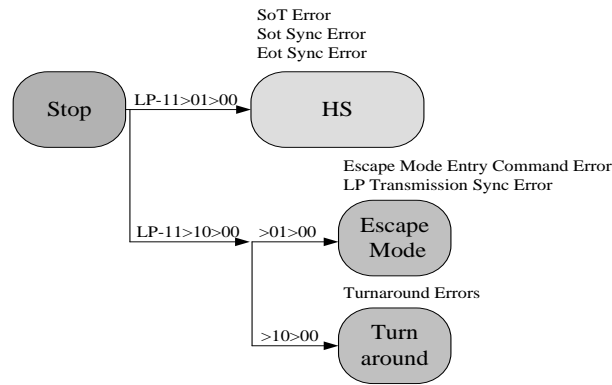 SoT Error
Sot Sync Error
Eot Sync Error
Stop
LP-11>01>00
HS
Escape Mode Entry Command Error
LP Transmission Sync Error
LP-11>10>00
>01>00
Escape
Mode
Turnaround Errors
>10>00
Turn
around